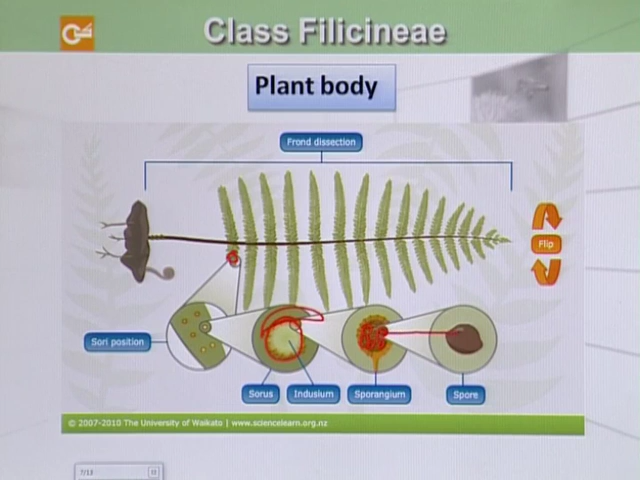 Class Filicineae
Plant body
Frond dissection
Flip
Sori position
Sorus
Indusium
Sporangium
Spore
© 2007-2010 The University of Waikato | www.sciencelearn.org.nz
7/13